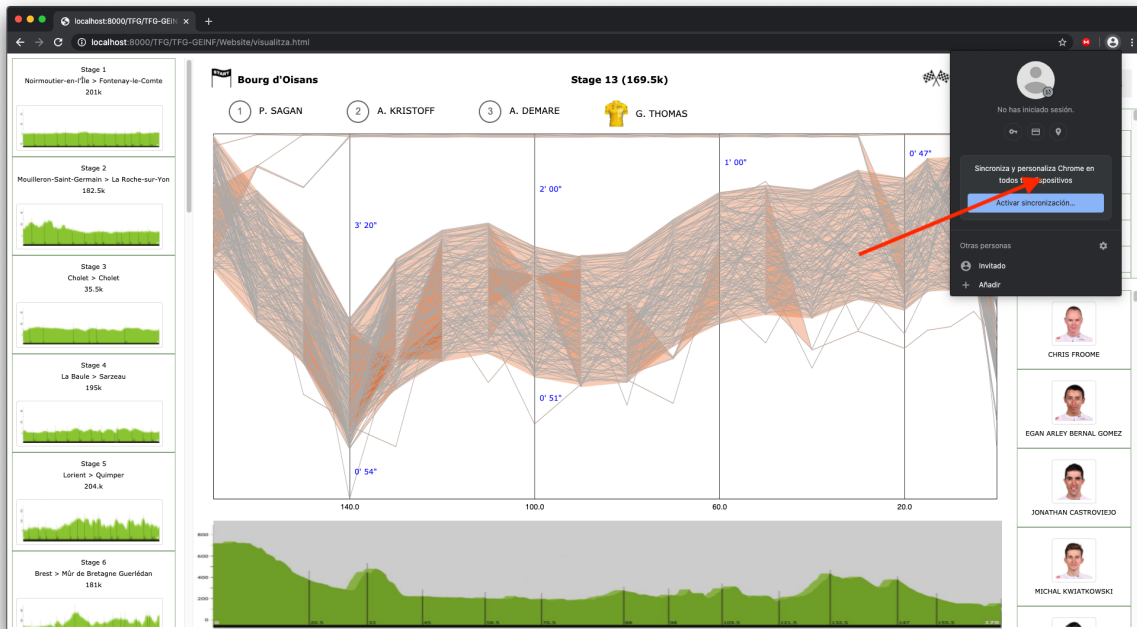 localhost:8000/TFG/TFG-GEIN
localhost:8000/TFG/TFG-GEINF/Website/visualitza.html
Stage 1
Noirmoutier-en-l'Île > Fontenay-le-Comte
201k
Stage 2
Mouilleron-Saint-Germain > La Roche-sur-Yon
182.5k
Stage 3
Cholet > Cholet
35.5k
Stage 4
La Baule > Sarzeau
195k
Stage 5
Lorient > Quimper
204.k
Stage 6
Brest > Mûr de Bretagne Guerlédan
181k
START
Bourg d'Oisans
Stage 13 (169.5k)
1 P. SAGAN
2 A. KRISTOFF
3 A. DEMARE
G. THOMAS
0' 47"
1' 00"
2' 00"
3' 20"
0' 51"
0' 54"
140.0 100.0 60.0 20.0
800
600
400
200
0
No has iniciado sesión.
Sincroniza y personaliza Chrome en
todos
Activar sincronización...
Otras personas
Invitado
Añadir
CHRIS FROOME
EGAN ARLEY BERNAL GOMEZ
JONATHAN CASTROVIEJO
MICHAL KWIATKOWSKI